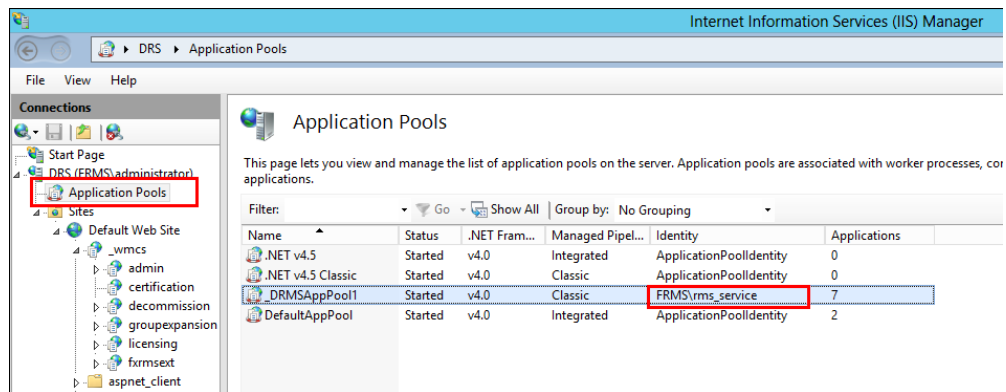 Internet Information Services (IIS) Manager
DRS Application Pools
File View Help
Connections
Start Page
DRS (FRMS\administrator)
Application Pools
Sites
Default Web Site
_wmcs
admin
certification
decommission
groupexpansion
licensing
fxrmsext
aspnet_client
Application Pools
This page lets you view and manage the list of application pools on the server. Application pools are associated with worker processes, con
applications.
Filter: Go Show All Group by: No Grouping
Name Status .NET Fram... Managed Pipel... Identity Applications
.NET v4.5 Started v4.0 Integrated ApplicationPoolIdentity 0
.NET v4.5 Classic Started v4.0 Classic ApplicationPoolIdentity 0
_DRMSAppPool1 Started v4.0 Classic FRMS\rms_service 7
DefaultAppPool Started v4.0 Integrated ApplicationPoolIdentity 2